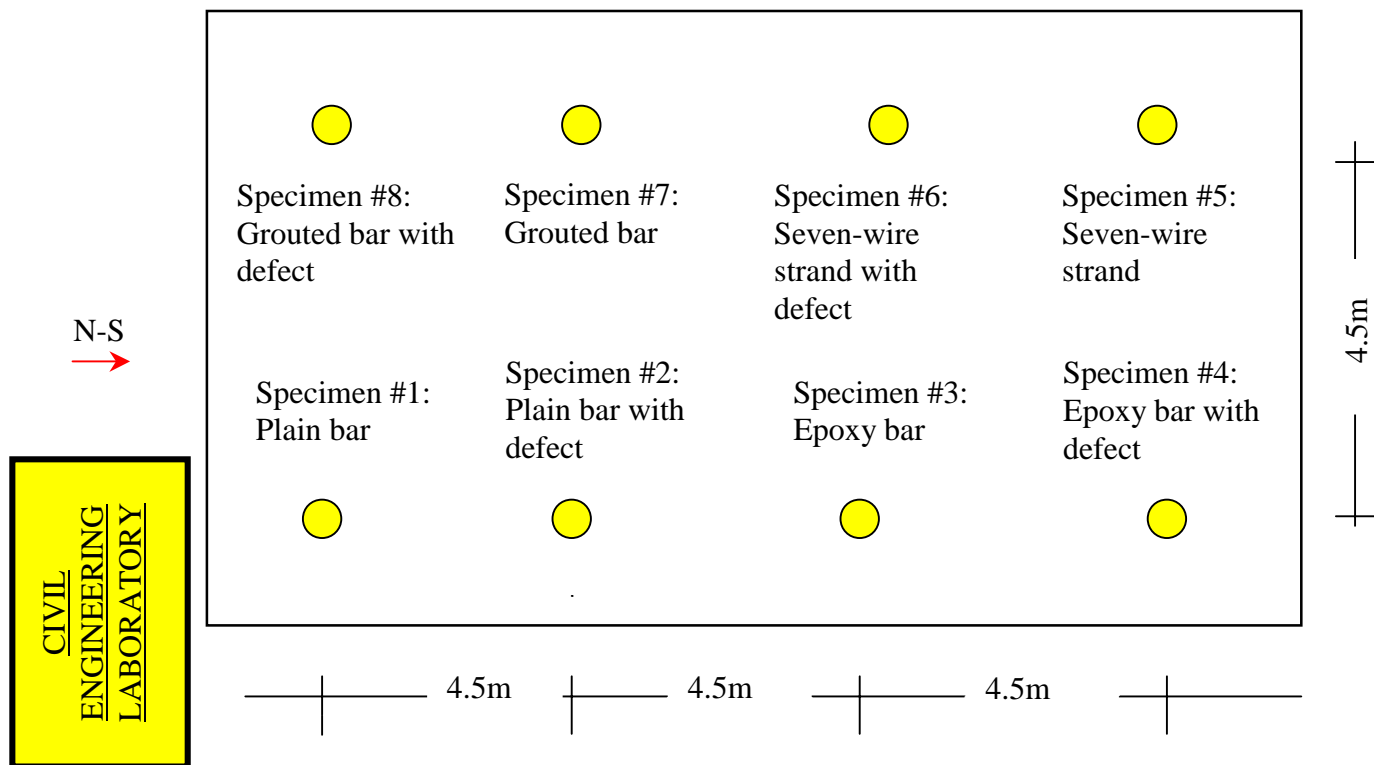 Specimen #8:
Grouted bar with
defect
Specimen #7:
Grouted bar
Specimen #6:
Seven-wire
strand with
defect
Specimen #5:
Seven-wire
strand
4.5m
N-S
Specimen #1:
Plain bar
Specimen #2:
Plain bar with
defect
Specimen #3:
Epoxy bar
Specimen #4:
Epoxy bar with
defect
CIVIL
ENGINEERING
LABORATORY
4.5m
4.5m
4.5m